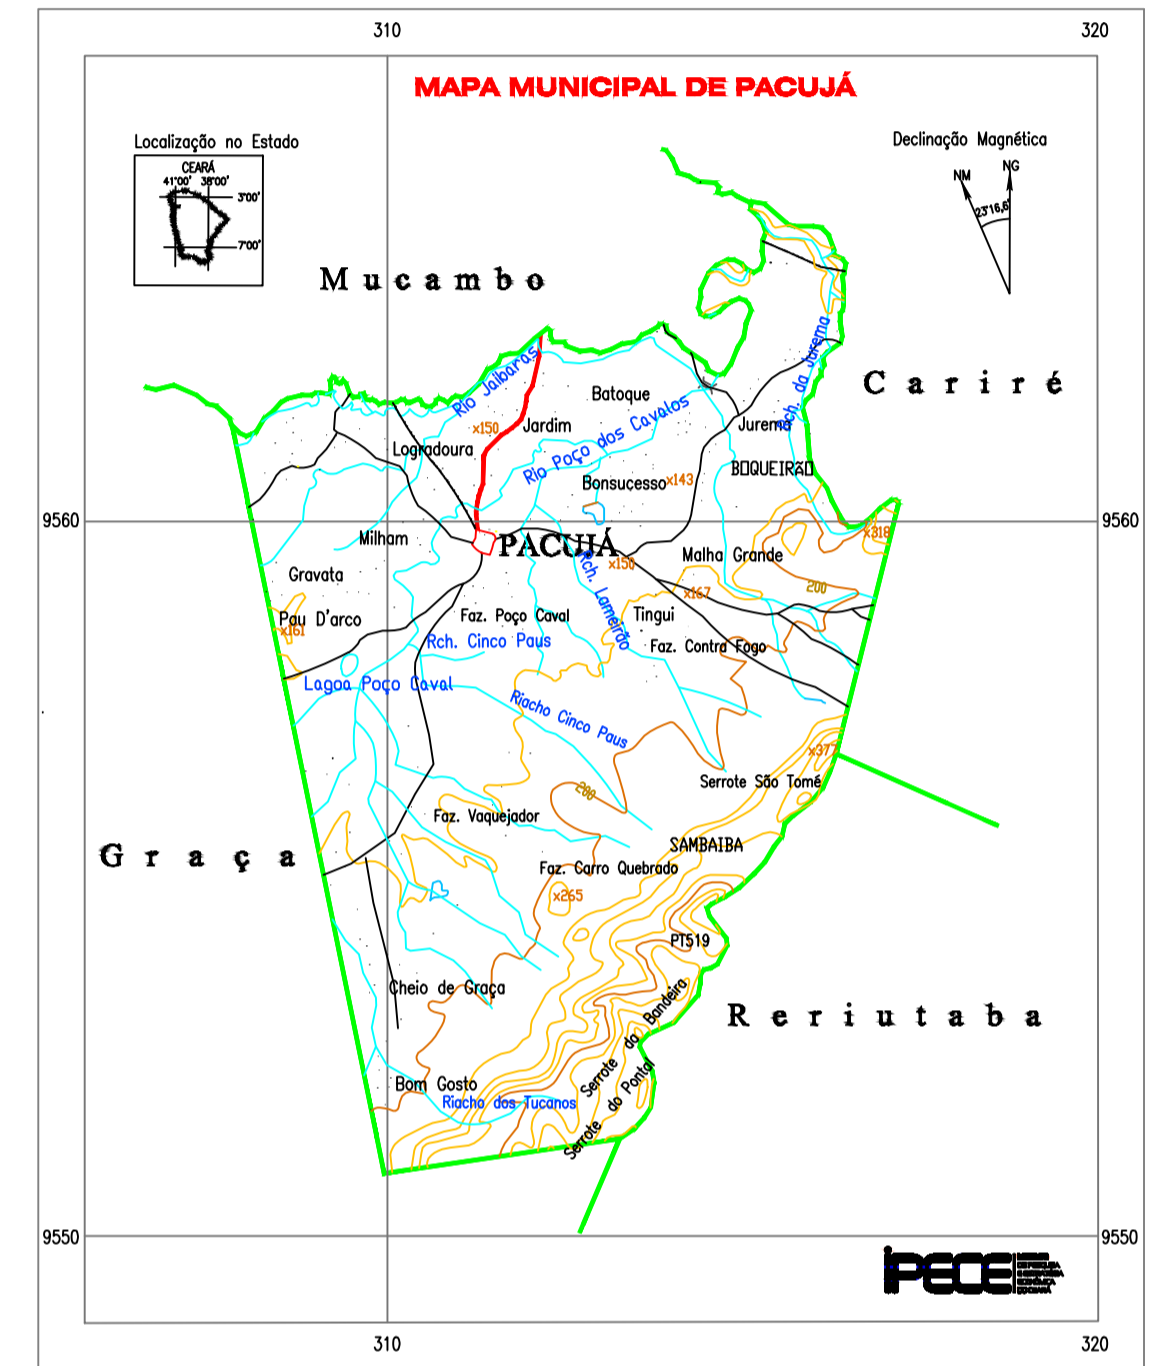 310
320
MAPA MUNICIPAL DE PACUJÁ
Localização no Estado
CEARÁ
41°00' 38°00'
3°00'
7°00'
Declinação Magnética
NM
NG
23°16,6'
Mucambo
Cariré
Rio Jaibaras
Batoque
Rch. da Jurema
x150
Jardim
Jurema
Logradoura
Rio Poço dos Cavalos
B▯QUEIRÃ▯
Bonsucesso
x143
9560
9560
x318
Milham
PACUJÁ
Malha Grande
x150
Rch. Lameirão
Gravata
x167
200
Pau D'arco
x161
Faz. Poço Caval
Tingui
Rch. Cinco Paus
Faz. Contra Fogo
Lagoa Poço Caval
Riacho Cinco Paus
x377
Serrote São Tomé
200
Faz. Vaquejador
SAMBAIBA
Graça
Faz. Carro Quebrado
x265
PT519
Cheio de Graça
Serrote da Bandeira
Reriutaba
Bom Gosto
Riacho dos Tucanos
Serrote do Pontal
9550
9550
IPECE
310
320